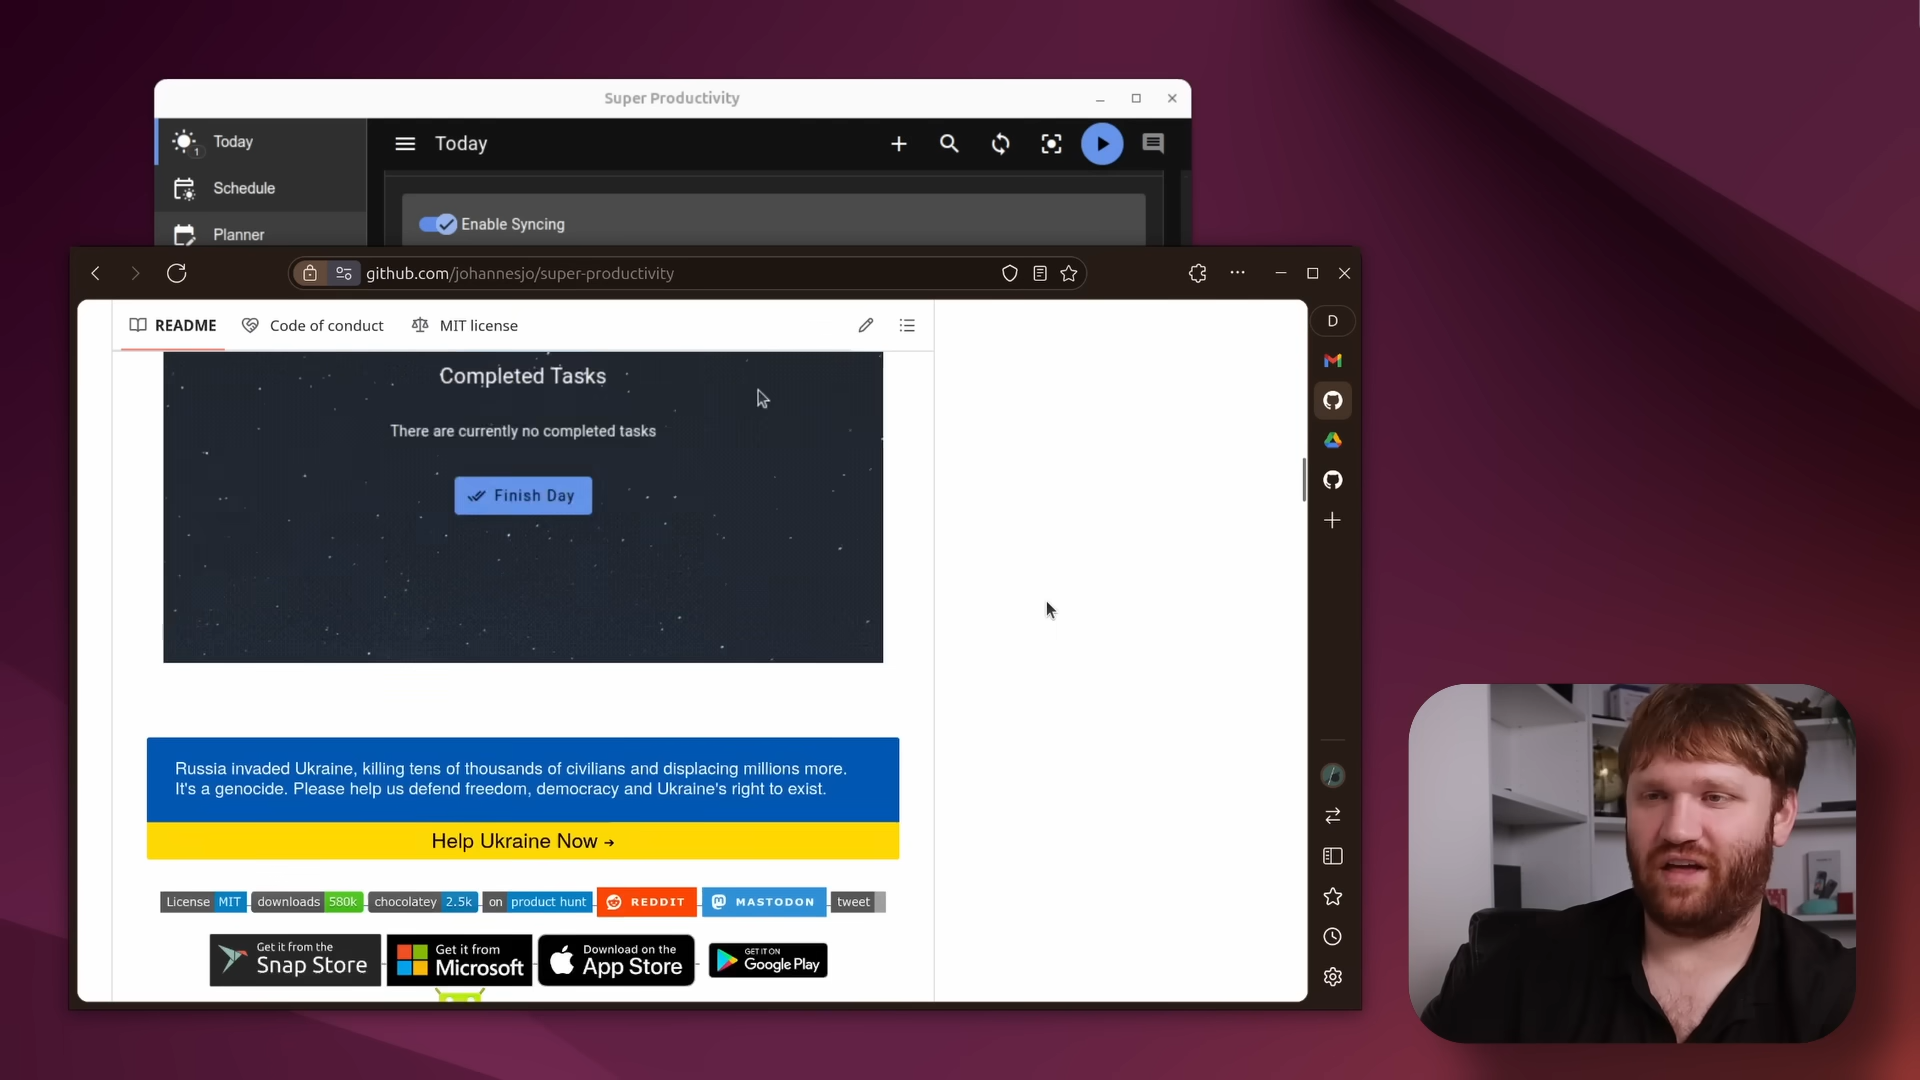 Super Productivity
Today
1
Schedule
Planner
Today
Enable Syncing
github.com/johannesjo/super-productivity
README
Code of conduct
MIT license
D
Completed Tasks
There are currently no completed tasks
Finish Day
Russia invaded Ukraine, killing tens of thousands of civilians and displacing millions more.
It's a genocide. Please help us defend freedom, democracy and Ukraine's right to exist.
Help Ukraine Now →
License MIT downloads 580k chocolatey 2.5k on product hunt REDDIT MASTODON tweet
Get it from the
Snap Store
Get it from
Microsoft
Download on the
App Store
GET IT ON
Google Play